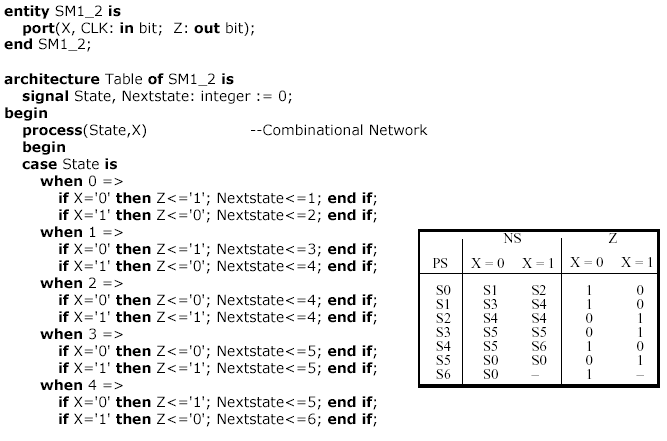 entity SM1_2 is
port(X, CLK: in bit; Z: out bit);
end SM1_2;
architecture Table of SM1_2 is
signal State, Nextstate: integer := 0;
begin
process(State,X) --Combinational Network
begin
case State is
when 0 =>
if X='0' then Z<='1'; Nextstate<=1; end if;
if X='1' then Z<='0'; Nextstate<=2; end if;
when 1 =>
if X='0' then Z<='1'; Nextstate<=3; end if;
if X='1' then Z<='0'; Nextstate<=4; end if;
when 2 =>
if X='0' then Z<='0'; Nextstate<=4; end if;
if X='1' then Z<='1'; Nextstate<=4; end if;
when 3 =>
if X='0' then Z<='0'; Nextstate<=5; end if;
if X='1' then Z<='1'; Nextstate<=5; end if;
when 4 =>
if X='0' then Z<='1'; Nextstate<=5; end if;
if X='1' then Z<='0'; Nextstate<=6; end if;
NS Z
PS X = 0 X = 1 X = 0 X = 1
S0 S1 S2 1 0
S1 S3 S4 1 0
S2 S4 S4 0 1
S3 S5 S5 0 1
S4 S5 S6 1 0
S5 S0 S0 0 1
S6 S0 – 1 –